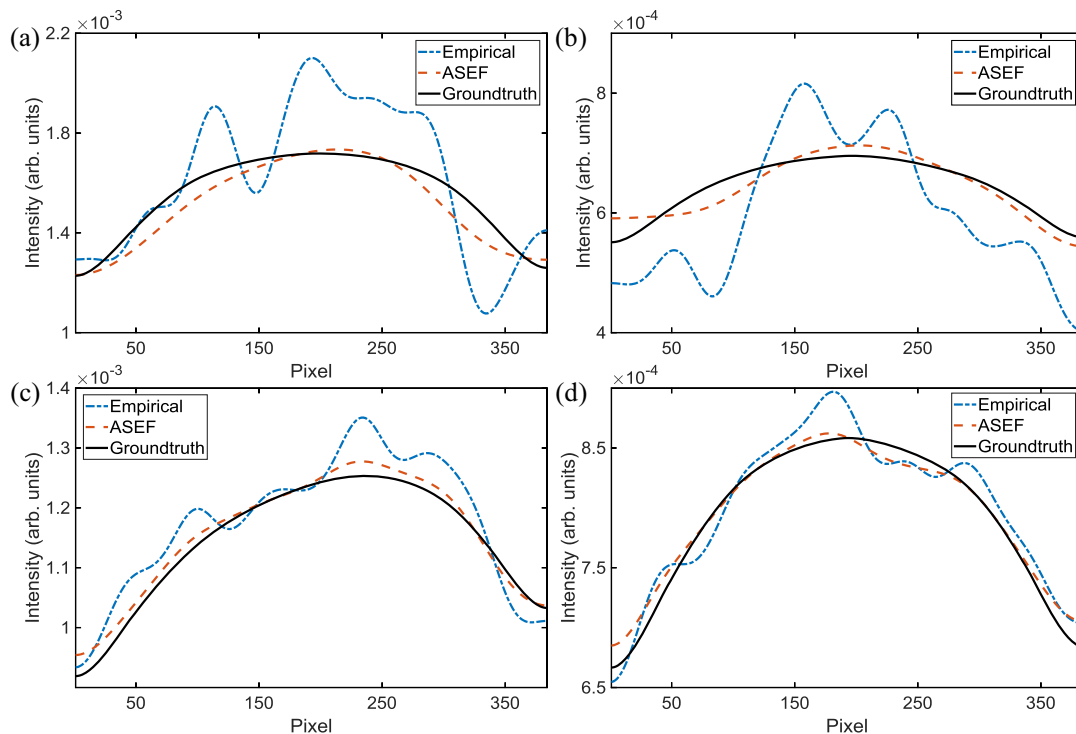 (a)
×10⁻³
2.2
1.8
1.4
1
Intensity (arb. units)
50
150
250
350
Pixel
Empirical
ASEF
Groundtruth
(b)
×10⁻⁴
8
6
4
Intensity (arb. units)
50
150
250
350
Pixel
Empirical
ASEF
Groundtruth
(c)
×10⁻³
1.4
1.3
1.2
1.1
1
Intensity (arb. units)
50
150
250
350
Pixel
Empirical
ASEF
Groundtruth
(d)
×10⁻⁴
8.5
7.5
6.5
Intensity (arb. units)
50
150
250
350
Pixel
Empirical
ASEF
Groundtruth